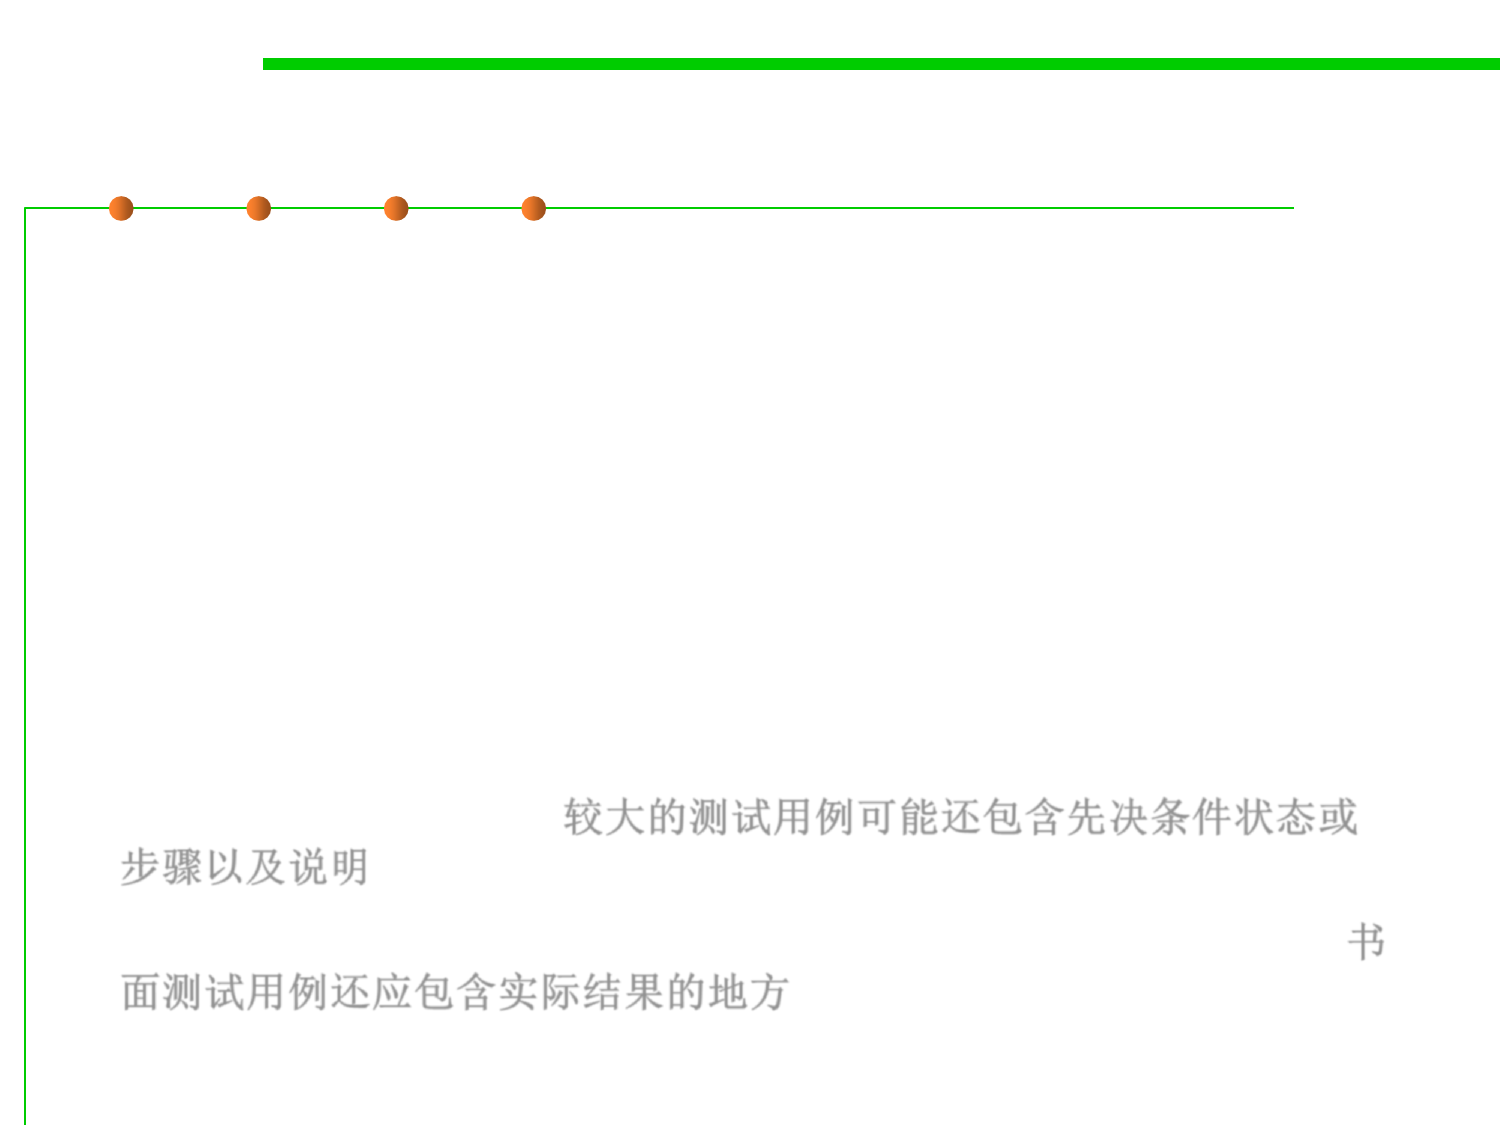 较大的测试用例可能还包含先决条件状态或
步骤以及说明
书
面测试用例还应包含实际结果的地方